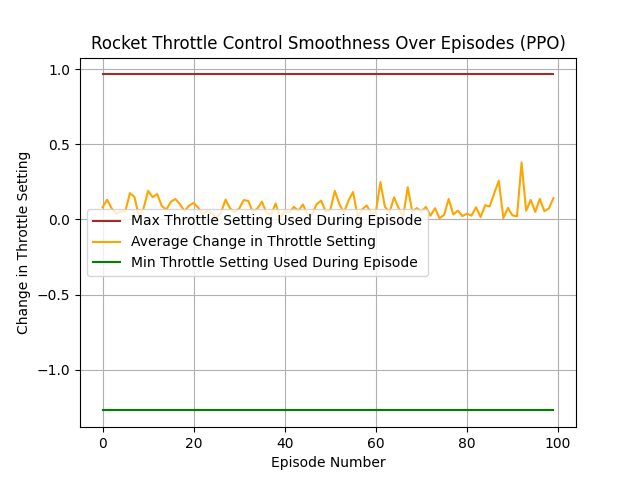 Rocket Throttle Control Smoothness Over Episodes (PPO)
1.0
0.5
0.0
−0.5
−1.0
Change in Throttle Setting
Max Throttle Setting Used During Episode
Average Change in Throttle Setting
Min Throttle Setting Used During Episode
0 20 40 60 80 100
Episode Number